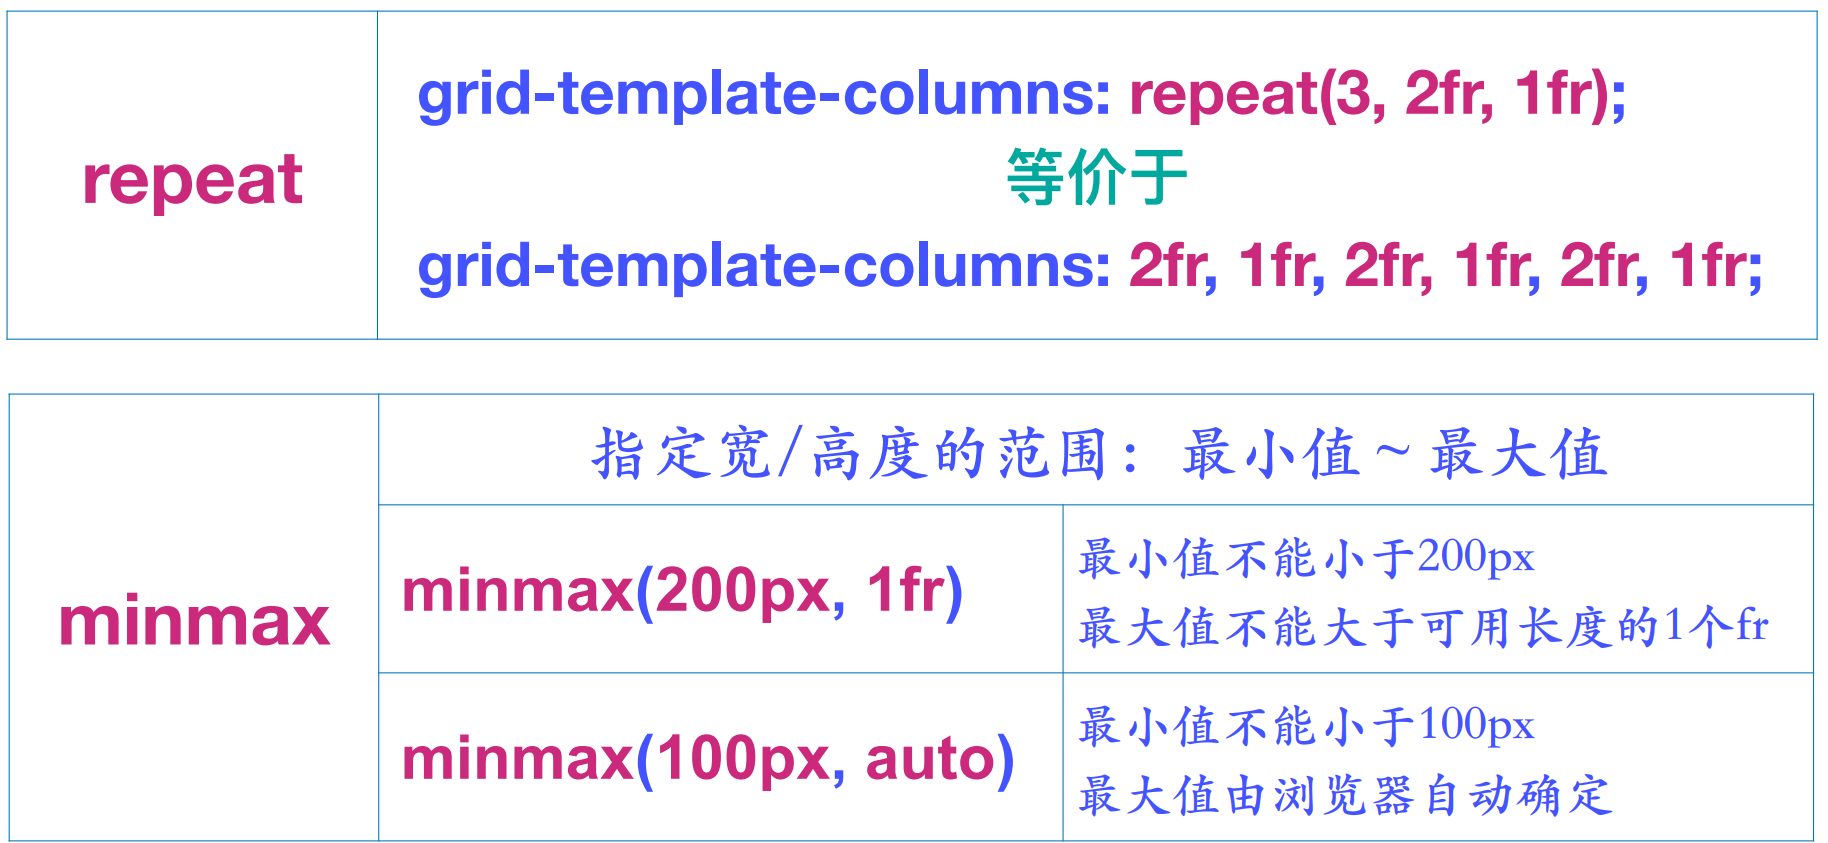 repeat
grid-template-columns: repeat(3, 2fr, 1fr);
等价于
grid-template-columns: 2fr, 1fr, 2fr, 1fr, 2fr, 1fr;
minmax
指定宽/高度的范围：最小值~最大值
minmax(200px, 1fr)
最小值不能小于200px
最大值不能大于可用长度的1个fr
minmax(100px, auto)
最小值不能小于100px
最大值由浏览器自动确定